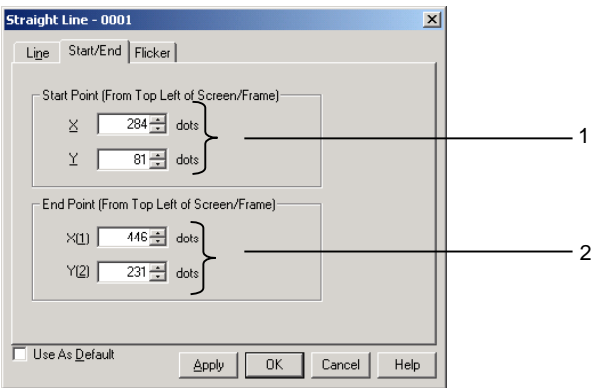 Straight Line - 0001
Line Start/End Flicker
Start Point (From Top Left of Screen/Frame)
X 284 dots
1
Y 81 dots
End Point (From Top Left of Screen/Frame)
X(1) 446 dots
2
Y(2) 231 dots
Use As Default
Apply OK Cancel Help